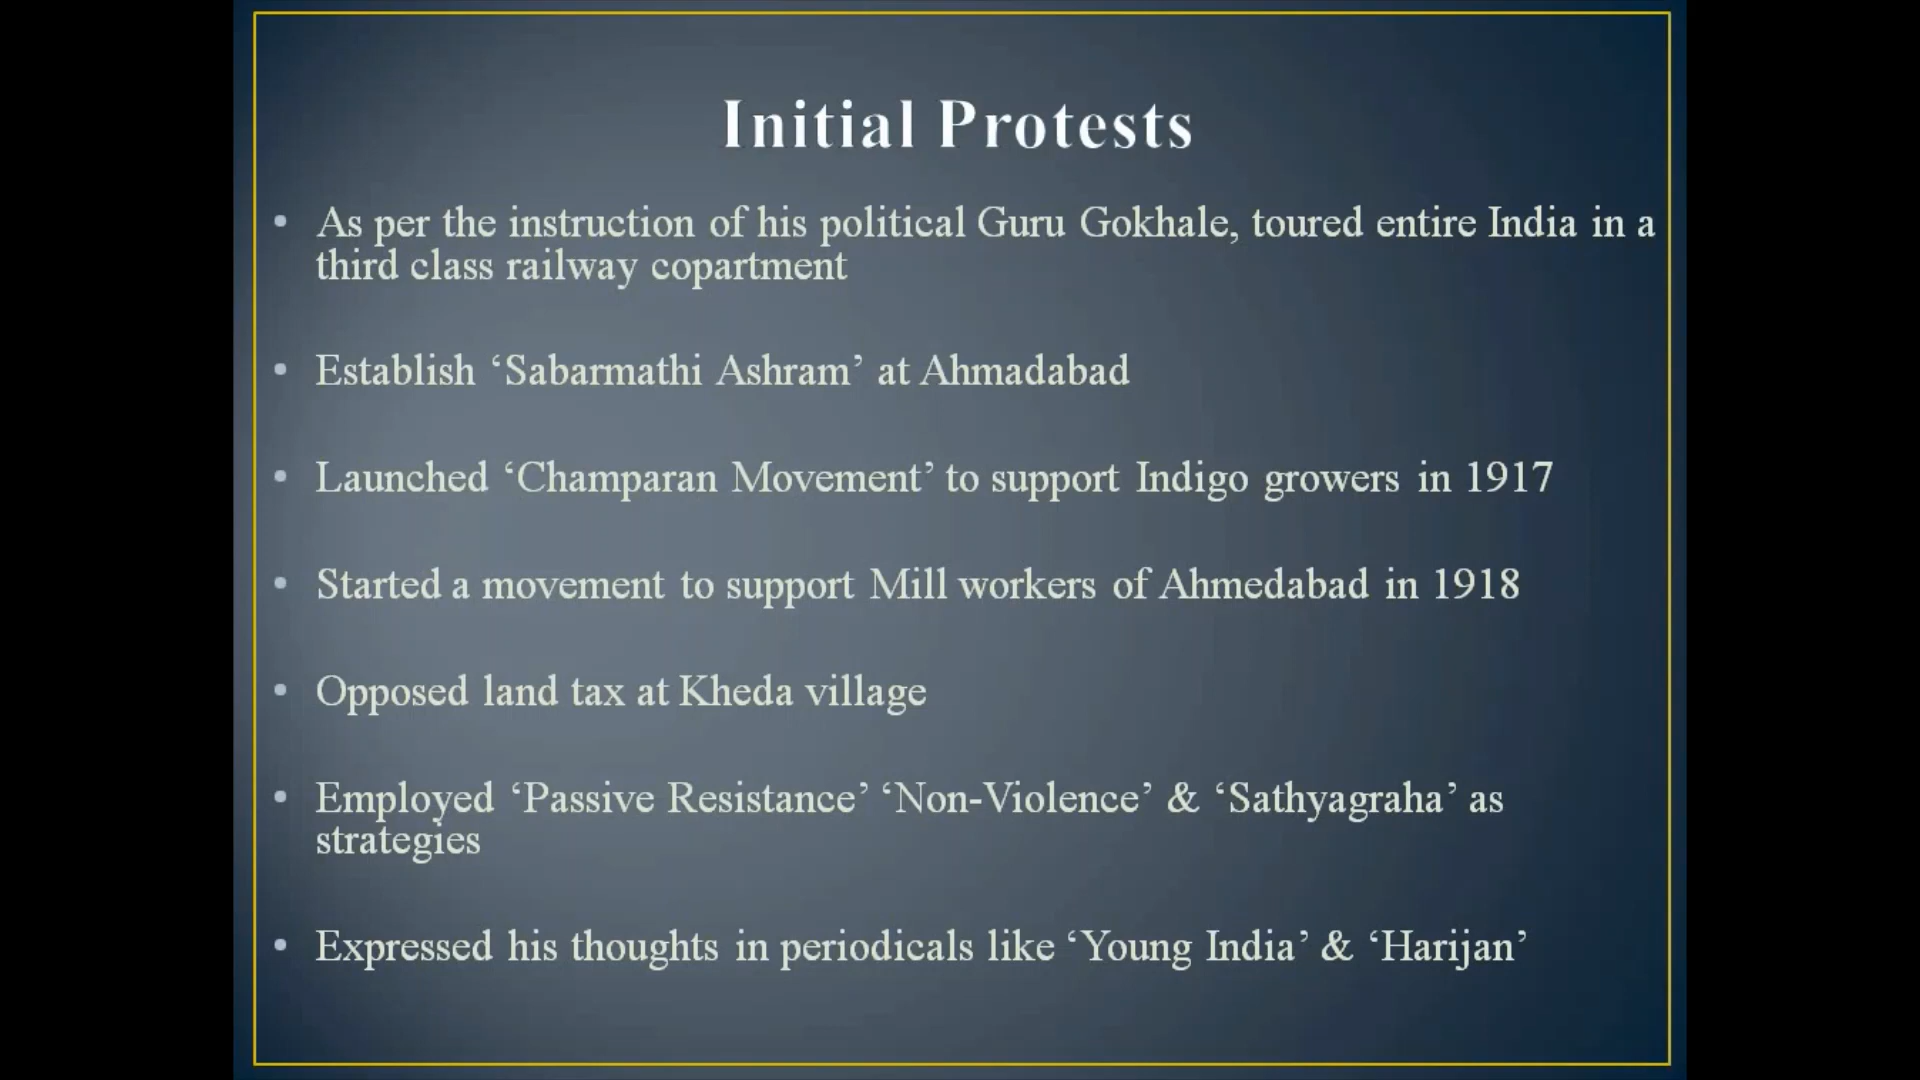 Initial Protests
• As per the instruction of his political Guru Gokhale, toured entire India in a
third class railway copartment
• Establish ‘Sabarmathi Ashram’ at Ahmadabad
• Launched ‘Champaran Movement’ to support Indigo growers in 1917
• Started a movement to support Mill workers of Ahmedabad in 1918
• Opposed land tax at Kheda village
• Employed ‘Passive Resistance’ ‘Non-Violence’ & ‘Sathyagraha’ as
strategies
• Expressed his thoughts in periodicals like ‘Young India’ & ‘Harijan’